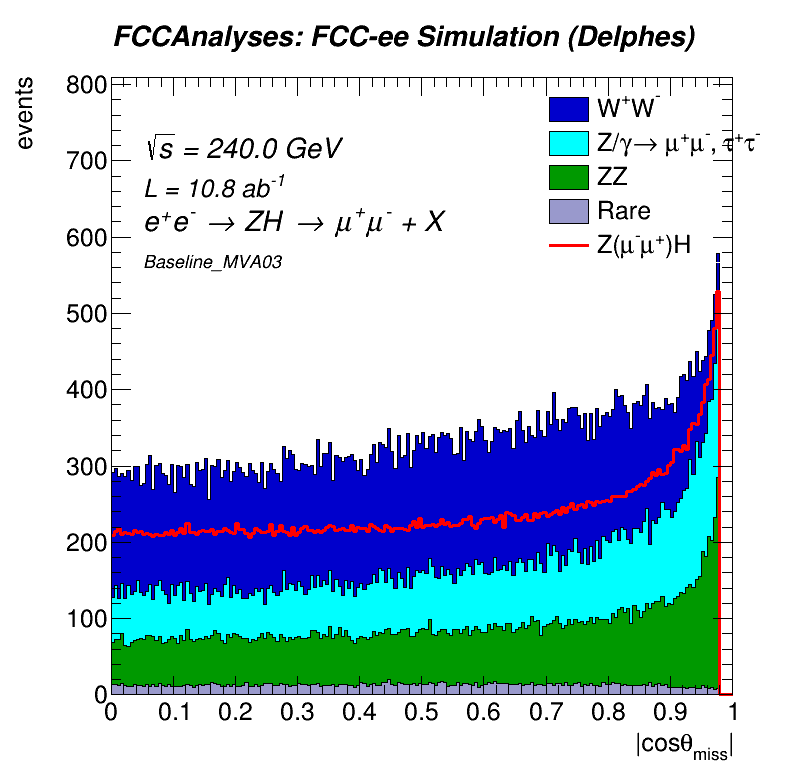 FCCAnalyses: FCC-ee Simulation (Delphes)
events
800
700
600
500
400
300
200
100
0
√s = 240.0 GeV
L = 10.8 ab⁻¹
e⁺e⁻ → ZH → μ⁺μ⁻ + X
Baseline_MVA03
W⁺W⁻
Z/γ→ μ⁺μ⁻, τ⁺τ⁻
ZZ
Rare
Z(μ⁻μ⁺)H
0 0.1 0.2 0.3 0.4 0.5 0.6 0.7 0.8 0.9 1
|cosθ_miss|